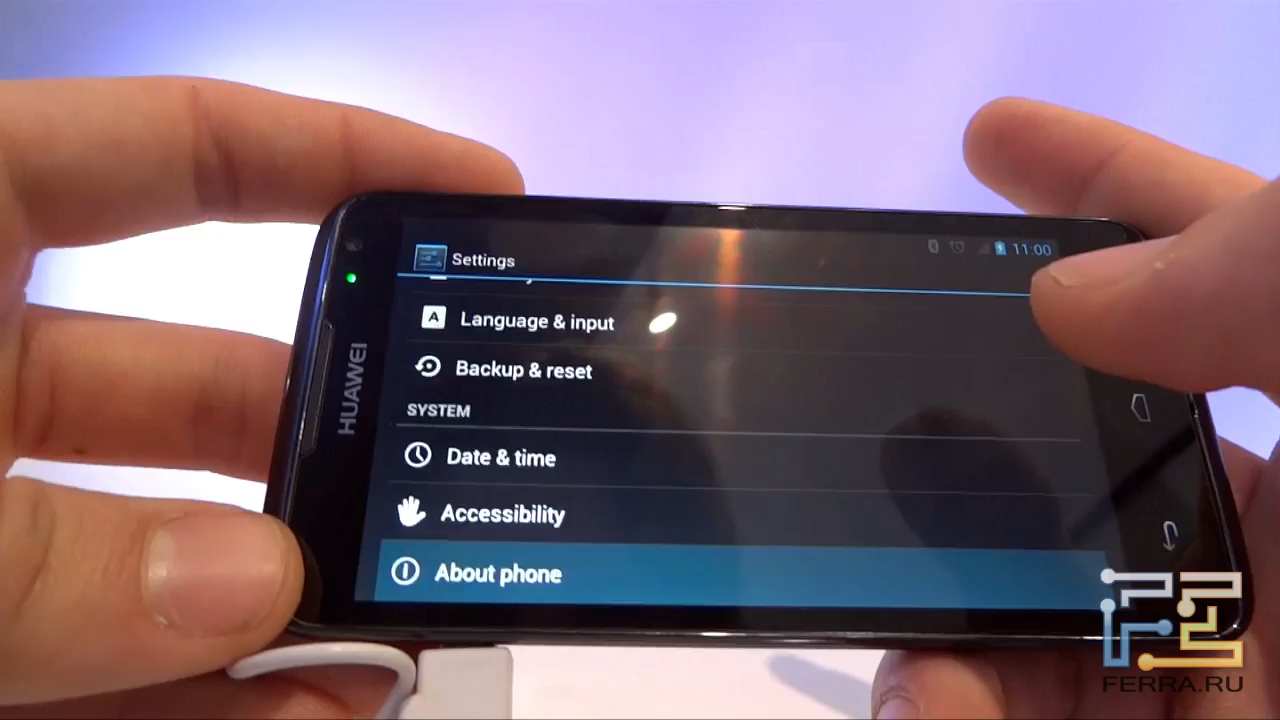 Settings
11:00
A
Language & input
Backup & reset
SYSTEM
Date & time
Accessibility
About phone
HUAWEI
FERRA.RU